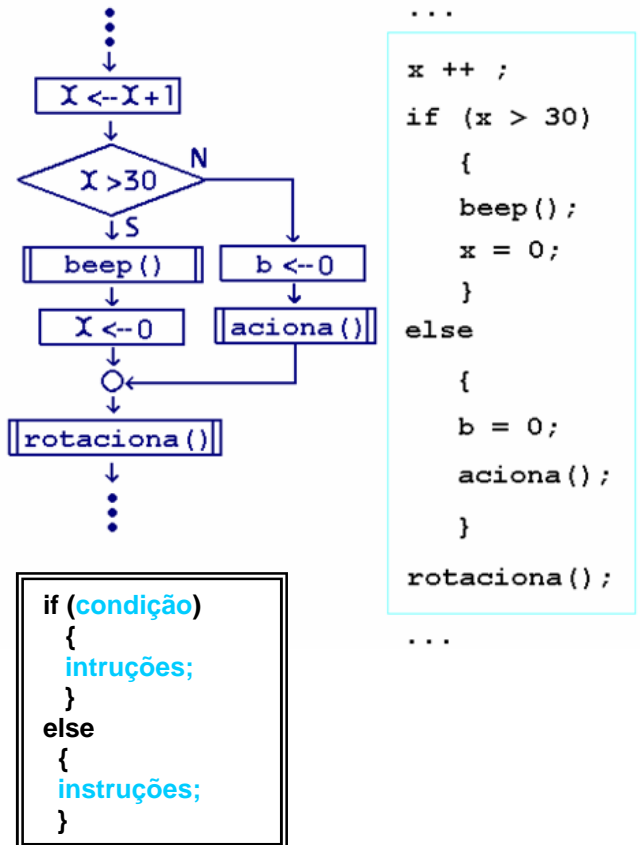 X <-- X+1
X >30
N
S
beep()
b <-- 0
X <-- 0
aciona()
rotaciona()
...
x ++ ;
if (x > 30)
{
beep();
x = 0;
}
else
{
b = 0;
aciona();
}
rotaciona();
...
if (condição)
{
intruções;
}
else
{
instruções;
}